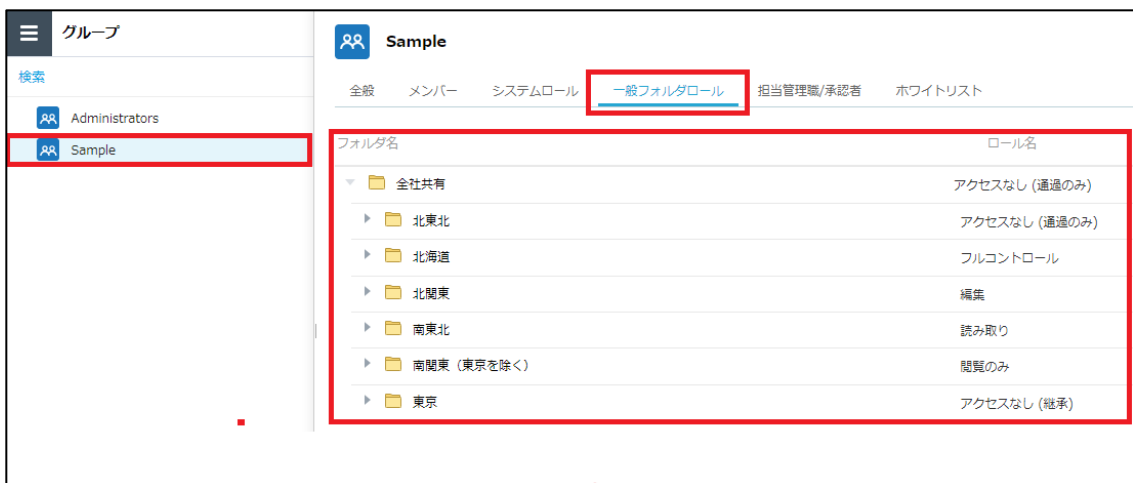 グループ
検索
Administrators
Sample
Sample
全般 メンバー システムロール 一般フォルダロール 担当管理職/承認者 ホワイトリスト
フォルダ名 ロール名
全社共有 アクセスなし (通過のみ)
北東北 アクセスなし (通過のみ)
北海道 フルコントロール
北関東 編集
南東北 読み取り
南関東（東京を除く）閲覧のみ
東京 アクセスなし (継承)